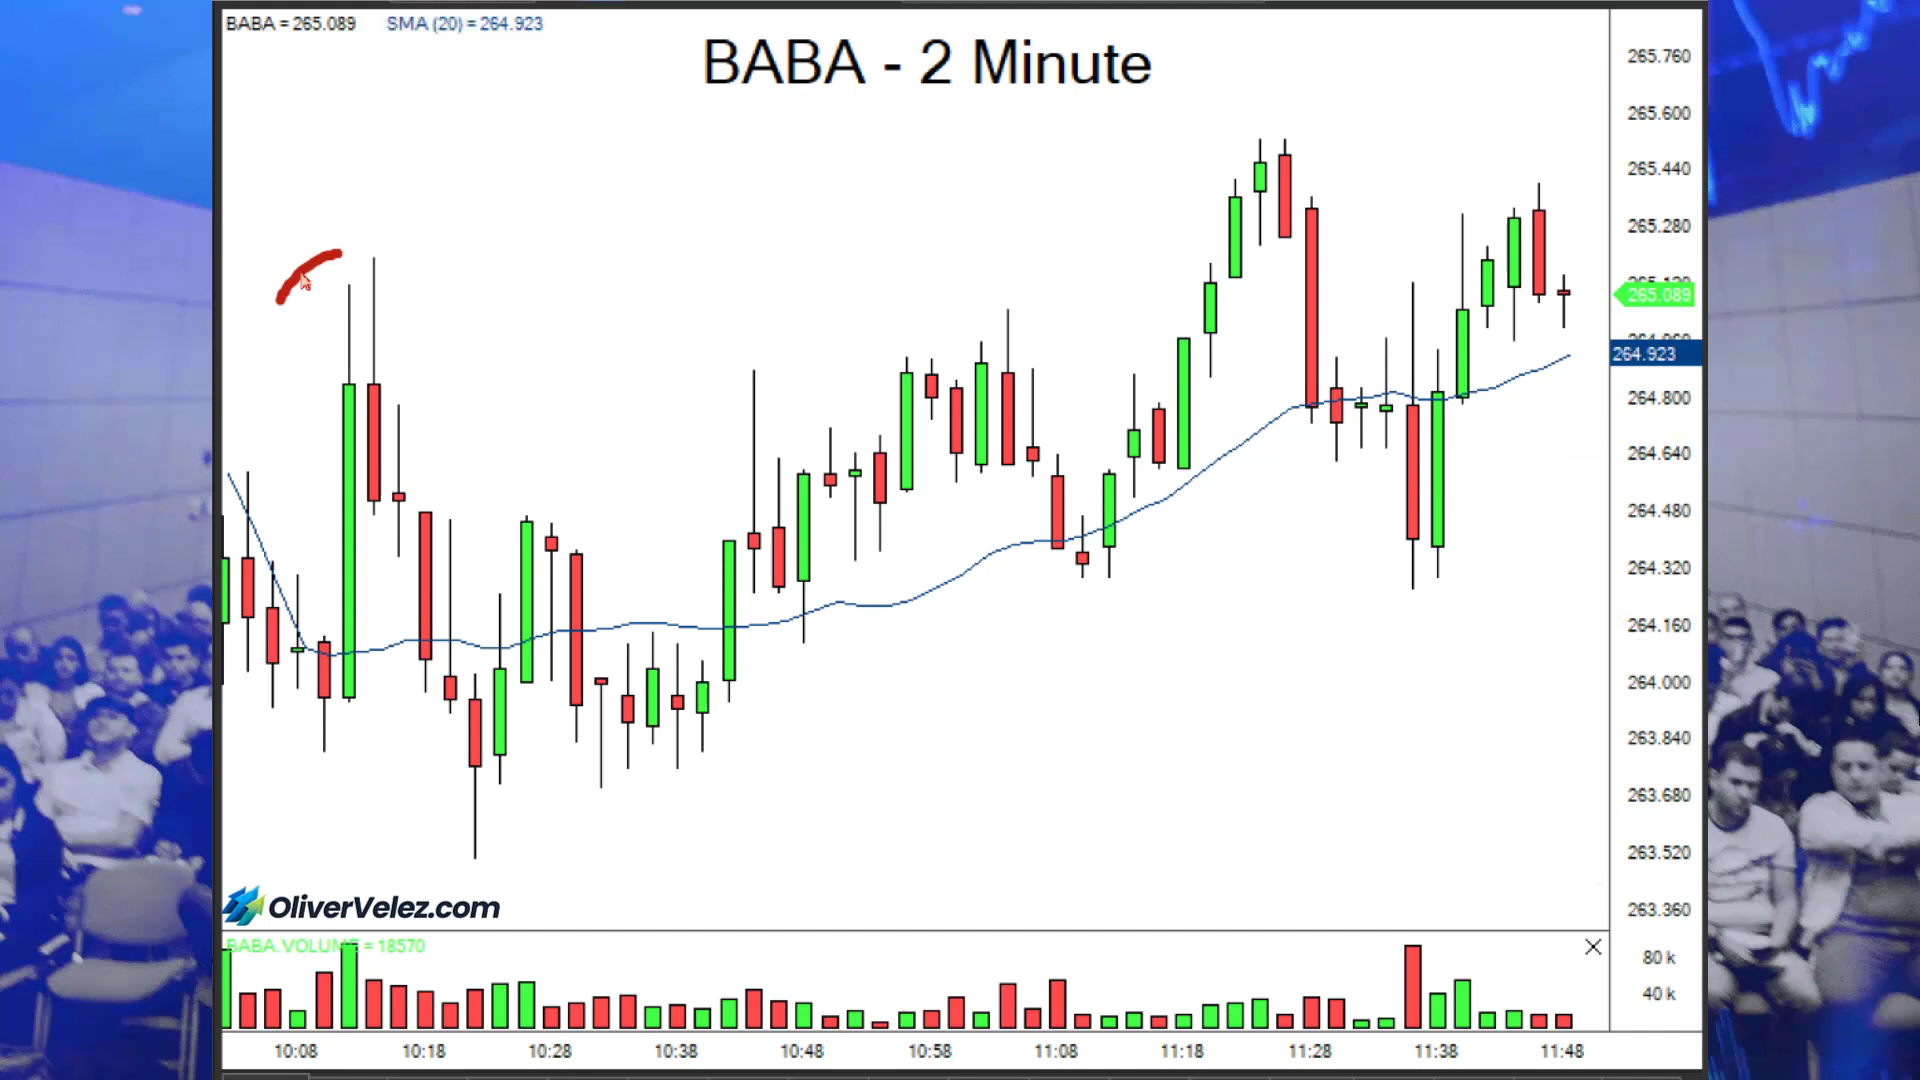 BABA = 265.089 SMA (20) = 264.923
BABA - 2 Minute
265.760
265.600
265.440
265.280
265.089
264.923
264.800
264.640
264.480
264.320
264.160
264.000
263.840
263.680
263.520
263.360
OliverVelez.com
BABA.VOLUME = 18570
80 k
40 k
10:08 10:18 10:28 10:38 10:48 10:58 11:08 11:18 11:28 11:38 11:48